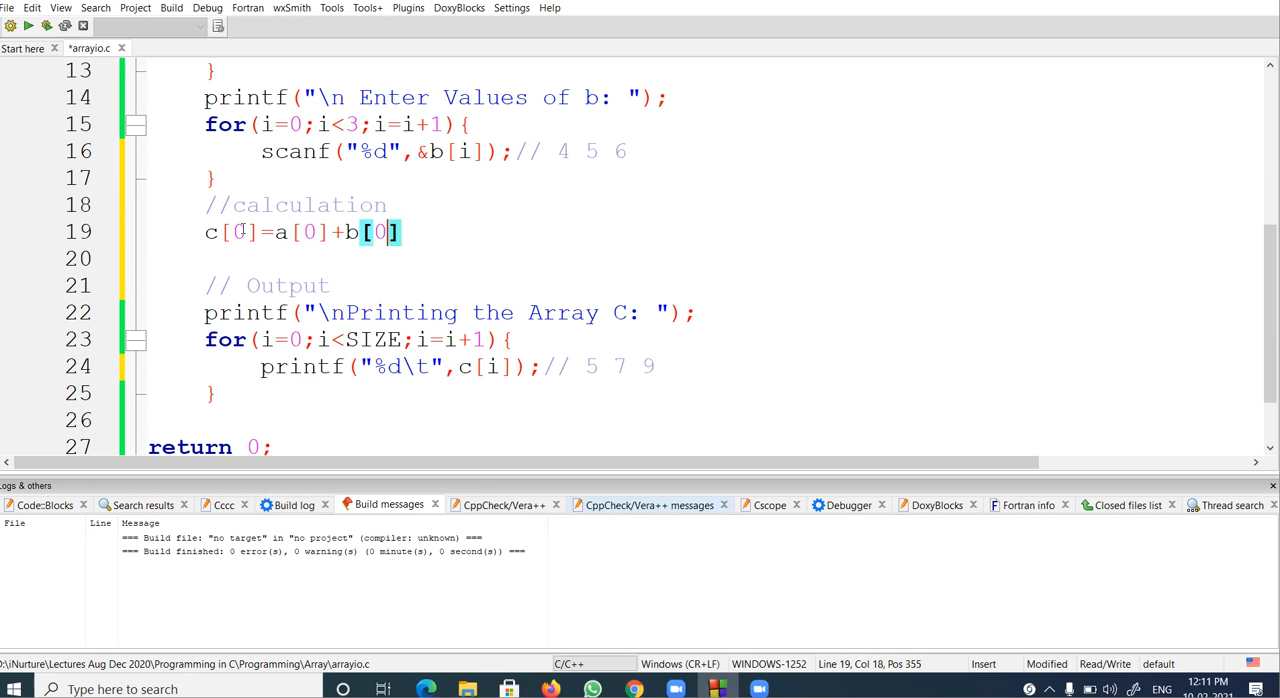 File Edit View Search Project Build Debug Fortran wxSmith Tools Tools+ Plugins DoxyBlocks Settings Help
Start here *arrayio.c
13 }
14 printf("\n Enter Values of b: ");
15 for(i=0;i<3;i=i+1){
16 scanf("%d",&b[i]);// 4 5 6
17 }
18 //calculation
19 c[0]=a[0]+b[0]
20
21 // Output
22 printf("\nPrinting the Array C: ");
23 for(i=0;i<SIZE;i=i+1){
24 printf("%d\t",c[i]);// 5 7 9
25 }
26
27 return 0;
Logs & others
Code::Blocks Search results Cccc Build log Build messages CppCheck/Vera++ CppCheck/Vera++ messages Cscope Debugger DoxyBlocks Fortran info Closed files list Thread search
File Line Message
=== Build file: "no target" in "no project" (compiler: unknown) ===
=== Build finished: 0 error(s), 0 warning(s) (0 minute(s), 0 second(s)) ===
D:\iNurture\Lectures Aug Dec 2020\Programming in C\Programming\Array\arrayio.c C/C++ Windows (CR+LF) WINDOWS-1252 Line 19, Col 18, Pos 355 Insert Modified Read/Write default
Type here to search ENG 12:11 PM